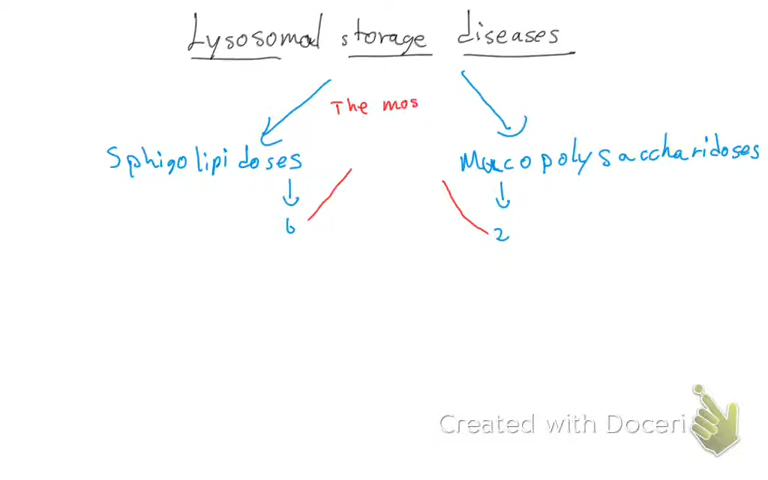 Lysosomal storage diseases
The mos
Sphigolipidoses Mucopolysaccharidoses
6 2
Created with Doceri